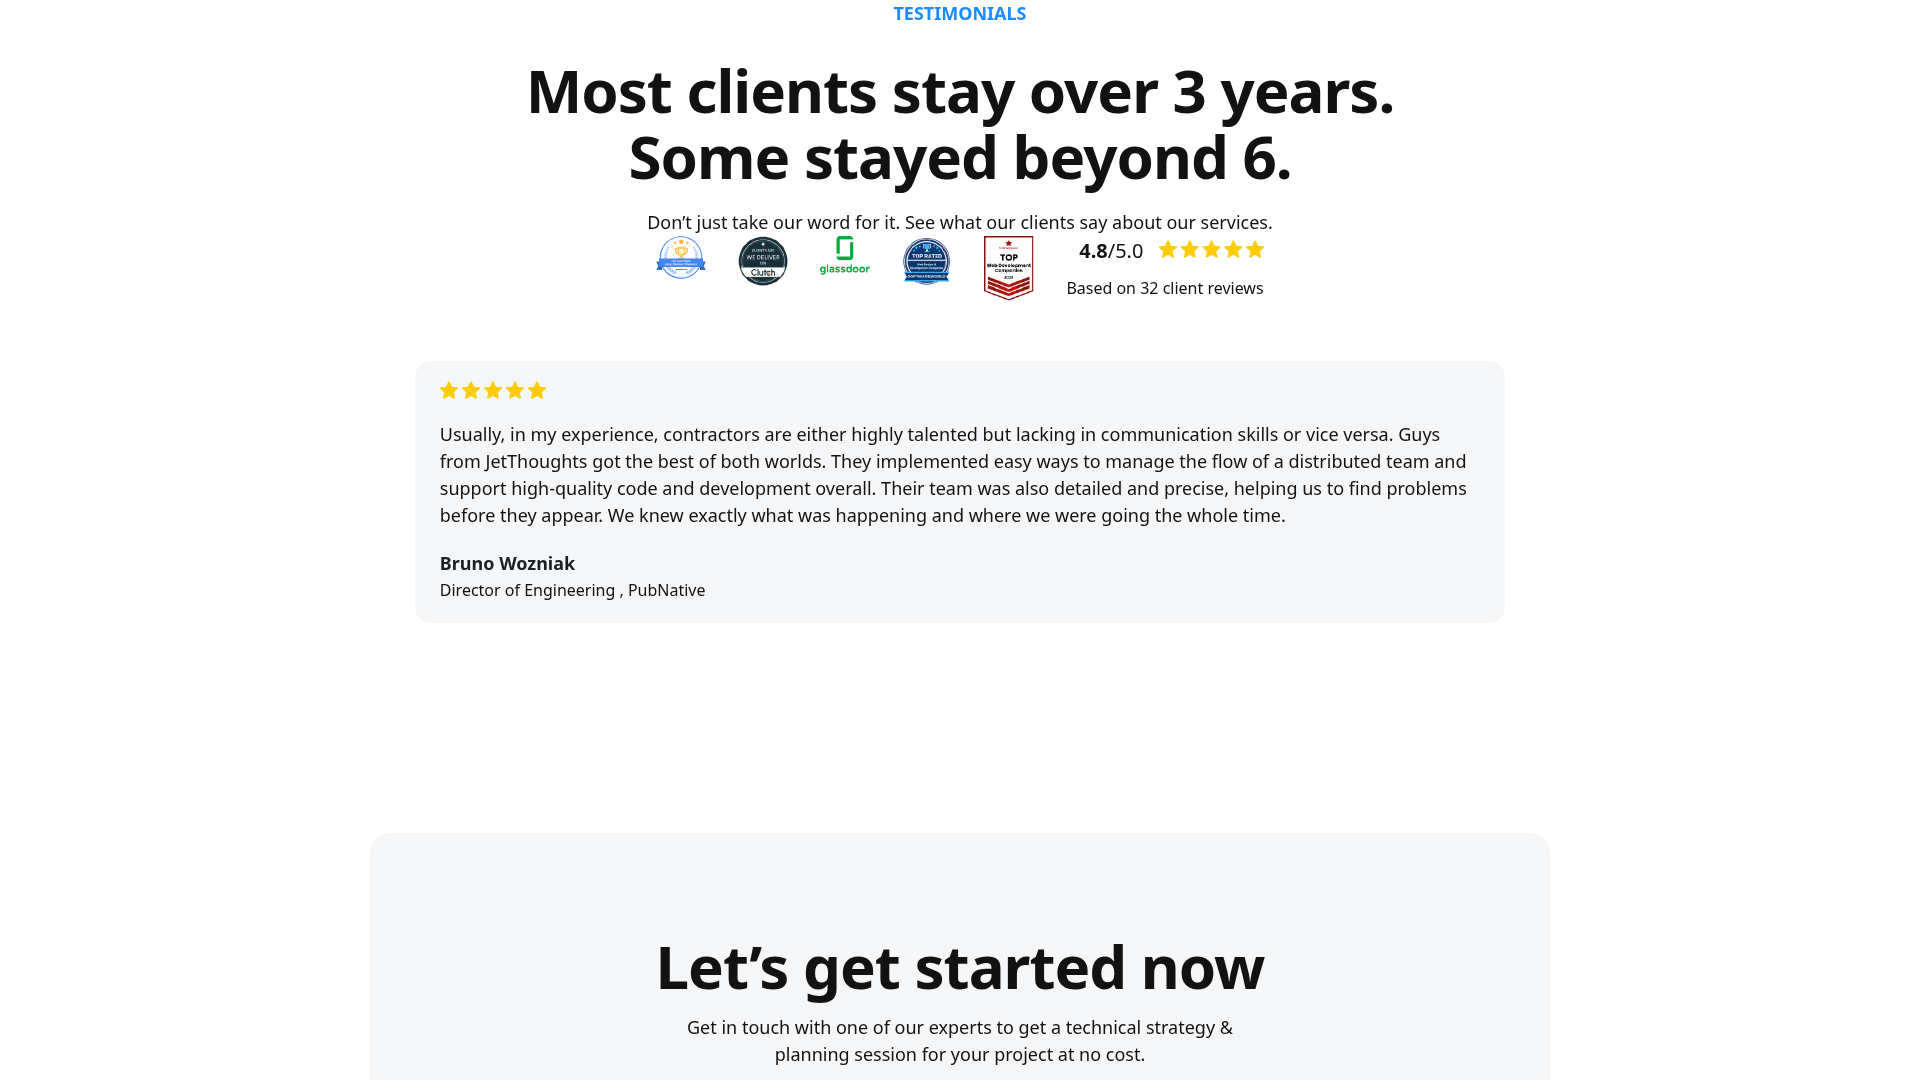 TESTIMONIALS
Most clients stay over 3 years.
Some stayed beyond 6.
Don’t just take our word for it. See what our clients say about our services.
CLIENTS SAY
WE DELIVER
ON
Clutch
glassdoor
TOP RATED
TOP
Web Development
Companies
4.8/5.0
Based on 32 client reviews
Usually, in my experience, contractors are either highly talented but lacking in communication skills or vice versa. Guys
from JetThoughts got the best of both worlds. They implemented easy ways to manage the flow of a distributed team and
support high-quality code and development overall. Their team was also detailed and precise, helping us to find problems
before they appear. We knew exactly what was happening and where we were going the whole time.
Bruno Wozniak
Director of Engineering , PubNative
Let’s get started now
Get in touch with one of our experts to get a technical strategy &
planning session for your project at no cost.